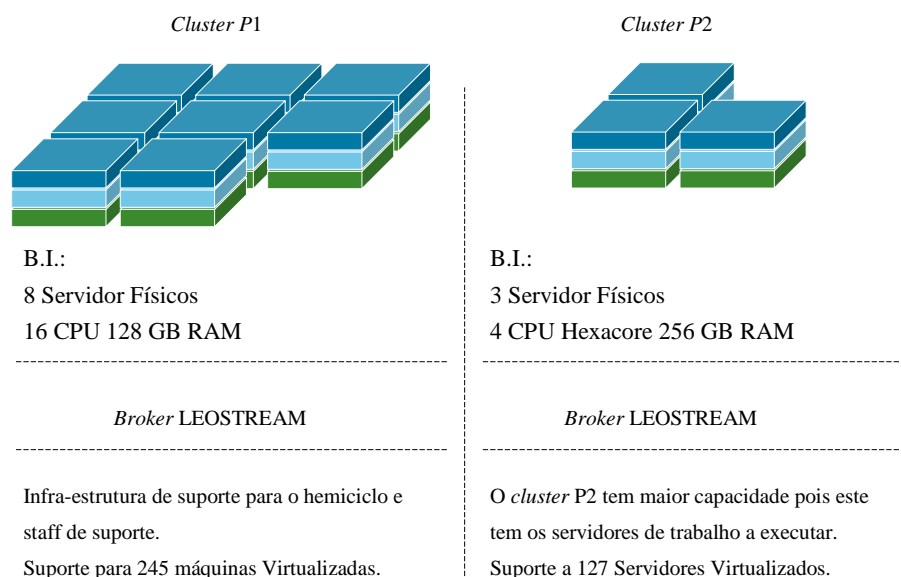 Cluster P1
B.I.:
8 Servidor Físicos
16 CPU 128 GB RAM
Broker LEOSTREAM
Infra-estrutura de suporte para o hemiciclo e
staff de suporte.
Suporte para 245 máquinas Virtualizadas.
Cluster P2
B.I.:
3 Servidor Físicos
4 CPU Hexacore 256 GB RAM
Broker LEOSTREAM
O cluster P2 tem maior capacidade pois este
tem os servidores de trabalho a executar.
Suporte a 127 Servidores Virtualizados.